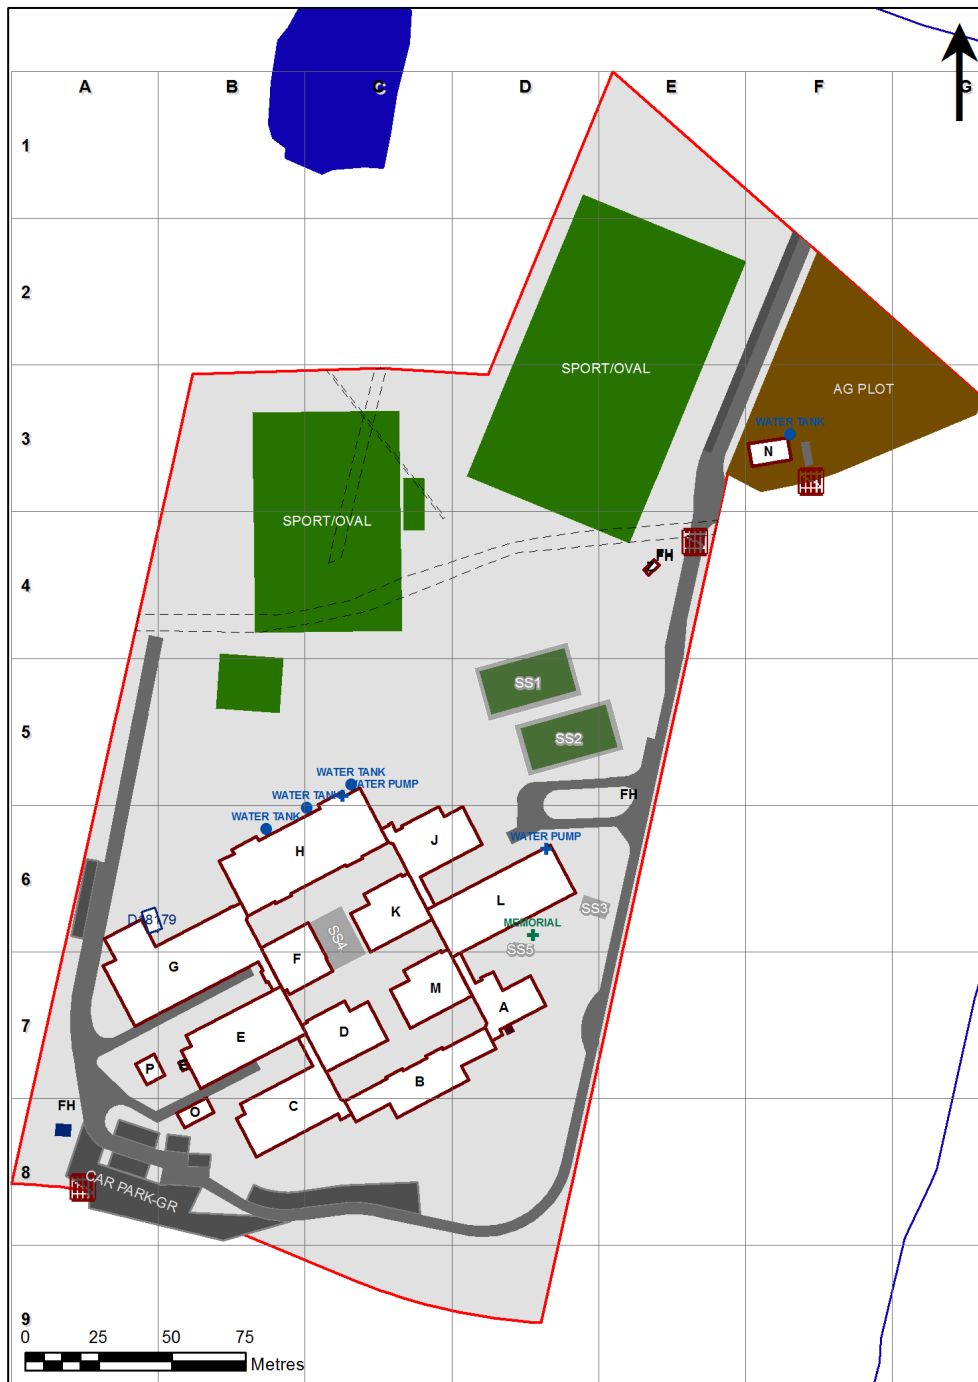 A B C D E F G
1
2
SPORT/OVAL
AG PLOT
3
WATER TANK
N
SPORT/OVAL
FH
4
SS1
5
SS2
WATER TANK
WATER PUMP
WATER TANK
FH
WATER TANK
WATER PUMP
J
H
6
L
K
SS3
D18179
MEMORIAL
SS4
SS5
F
G
M
A
7
D
E
P
B
C
FH
O
8
CAR PARK-GR
9
0 25 50 75
Metres